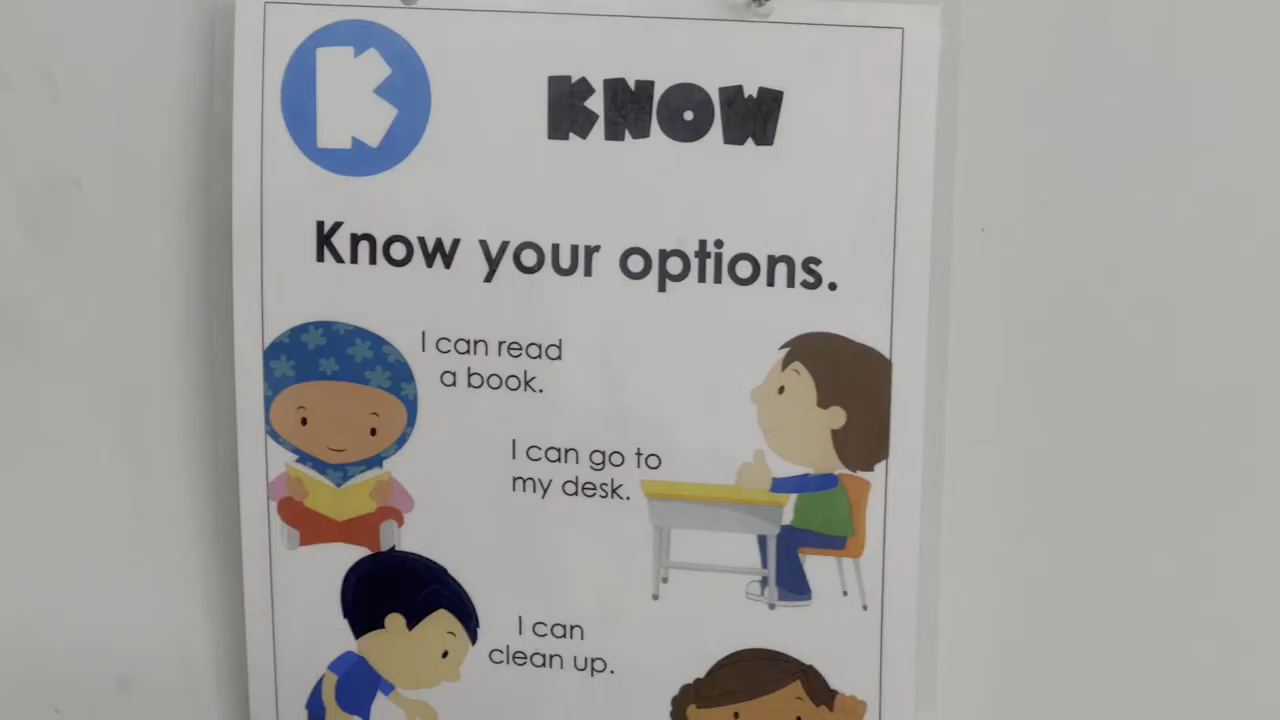 K
KNOW
Know your options.
I can read
a book.
I can go to
my desk.
I can
clean up.